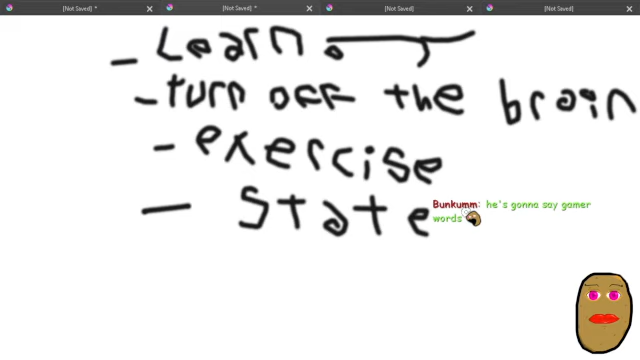 [Not Saved] * [Not Saved] * [Not Saved] [Not Saved]
- Learn
- turn off the brain
- exercise
- State
Bunkumm: he's gonna say gamer
words